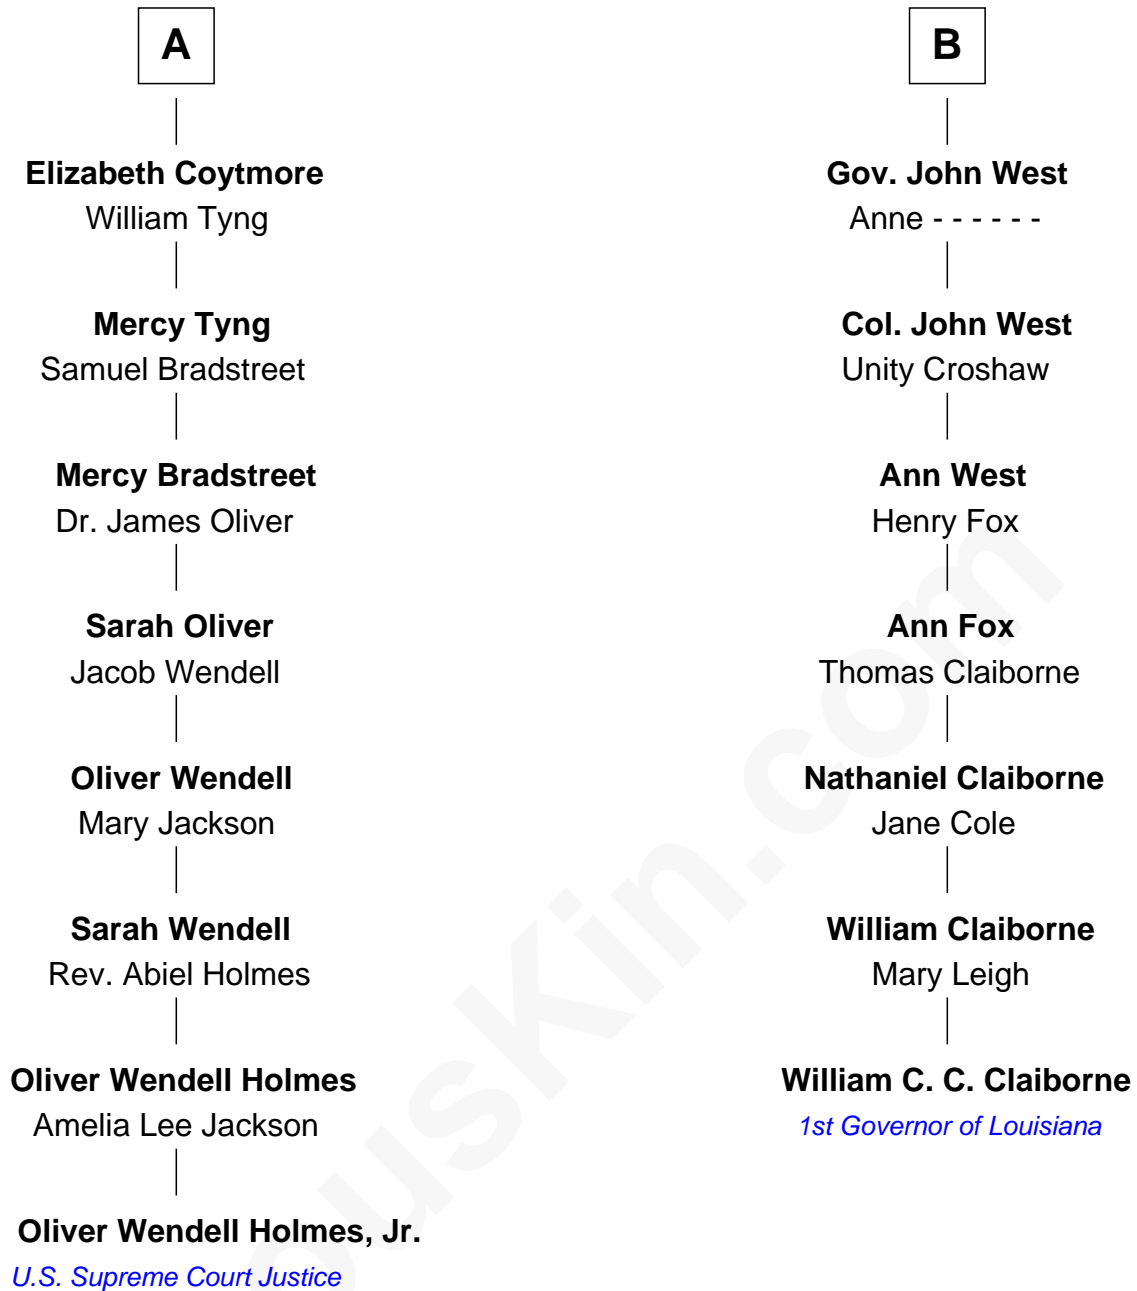 A
Elizabeth Coytmore
William Tyng
Mercy Tyng
Samuel Bradstreet
Mercy Bradstreet
Dr. James Oliver
Sarah Oliver
Jacob Wendell
Oliver Wendell
Mary Jackson
Sarah Wendell
Rev. Abiel Holmes
Oliver Wendell Holmes
Amelia Lee Jackson
Oliver Wendell Holmes, Jr.
U.S. Supreme Court Justice
B
Gov. John West
Anne - - - - - -
Col. John West
Unity Croshaw
Ann West
Henry Fox
Ann Fox
Thomas Claiborne
Nathaniel Claiborne
Jane Cole
William Claiborne
Mary Leigh
William C. C. Claiborne
1st Governor of Louisiana
ousKin.com